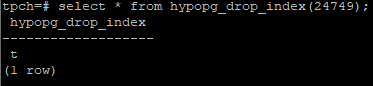 tpch=# select * from hypopg_drop_index(24749);
 hypopg_drop_index
-------------------
 t
(1 row)